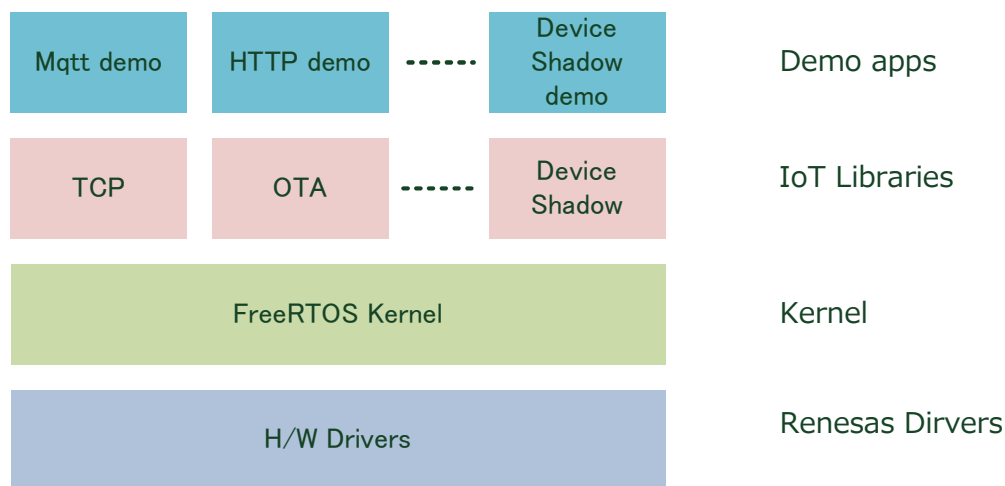 Mqtt demo
HTTP demo
Device
Shadow
demo
Demo apps
TCP
OTA
Device
Shadow
IoT Libraries
FreeRTOS Kernel
Kernel
H/W Drivers
Renesas Dirvers